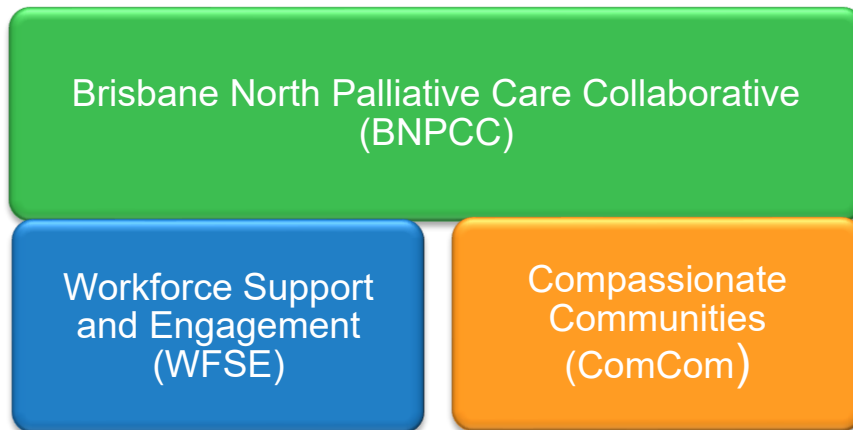 Brisbane North Palliative Care Collaborative
(BNPCC)
Workforce Support
and Engagement
(WFSE)
Compassionate
Communities
(ComCom)